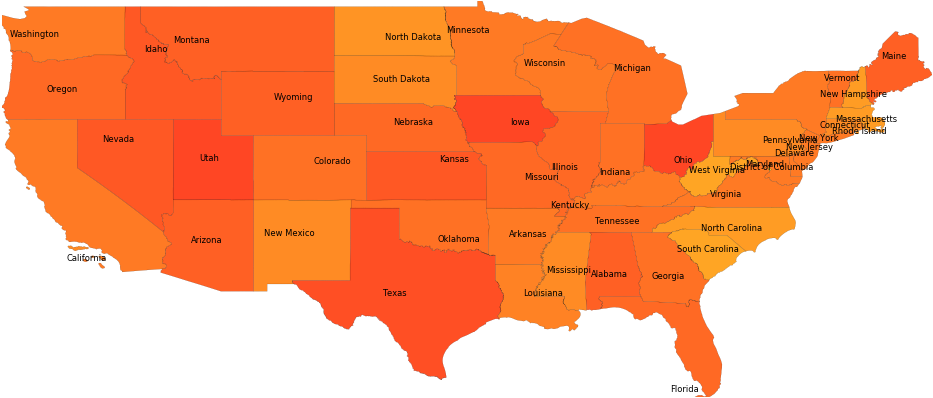 Washington
Montana
Idaho
North Dakota
Minnesota
Oregon
South Dakota
Wisconsin
Michigan
Maine
Vermont
New Hampshire
Wyoming
Nebraska
Iowa
Massachusetts
Connecticut
Rhode Island
Nevada
Utah
Colorado
Kansas
Missouri
Illinois
Indiana
Ohio
Pennsylvania
New York
New Jersey
Delaware
Maryland
District of Columbia
West Virginia
Virginia
Kentucky
California
Arizona
New Mexico
Oklahoma
Arkansas
Tennessee
North Carolina
South Carolina
Texas
Louisiana
Mississippi
Alabama
Georgia
Florida